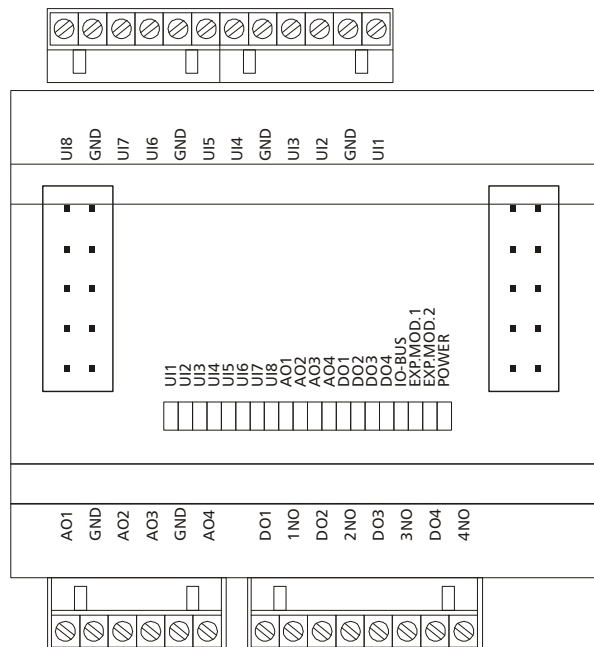 UI8
GND
UI7
UI6
GND
UI5
UI4
GND
UI3
UI2
GND
UI1
UI1
UI2
UI3
UI4
UI5
UI6
UI7
UI8
AO1
AO2
AO3
AO4
DO1
DO2
DO3
DO4
IO-BUS
EXP.MOD.1
EXP.MOD.2
POWER
AO1
GND
AO2
AO3
GND
AO4
DO1
1NO
DO2
2NO
DO3
3NO
DO4
4NO